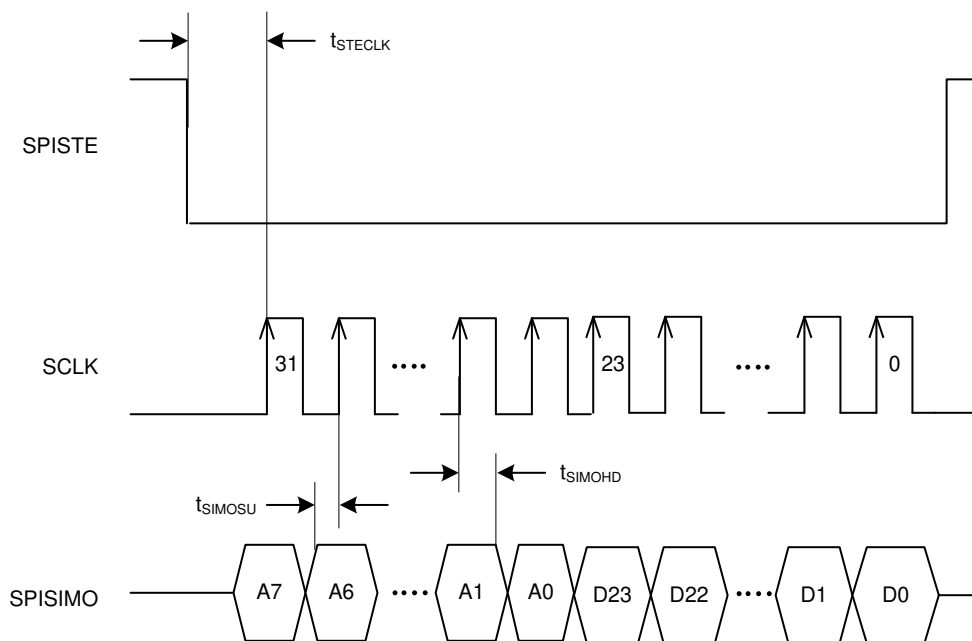 tSTECLK
SPISTE
SCLK
31 •••• 23 •••• 0
tSIMOHD
tSIMOSU
SPISIMO
A7 A6 •••• A1 A0 D23 D22 •••• D1 D0